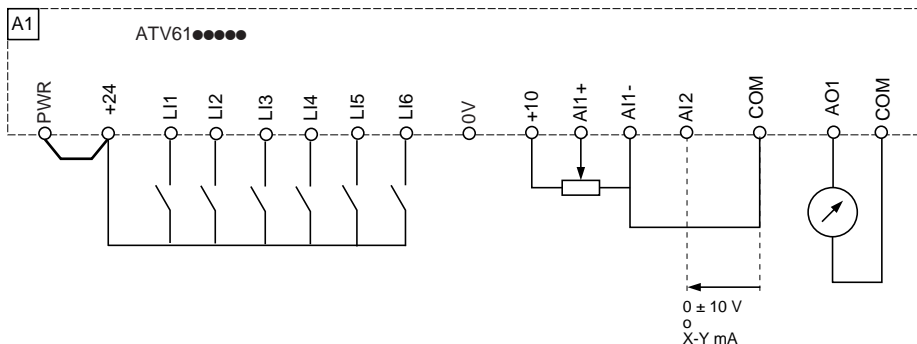 A1
ATV61●●●●●
PWR
+24
LI1
LI2
LI3
LI4
LI5
LI6
0V
+10
AI1+
AI1-
AI2
COM
AO1
COM
0 ± 10 V
o
X-Y mA